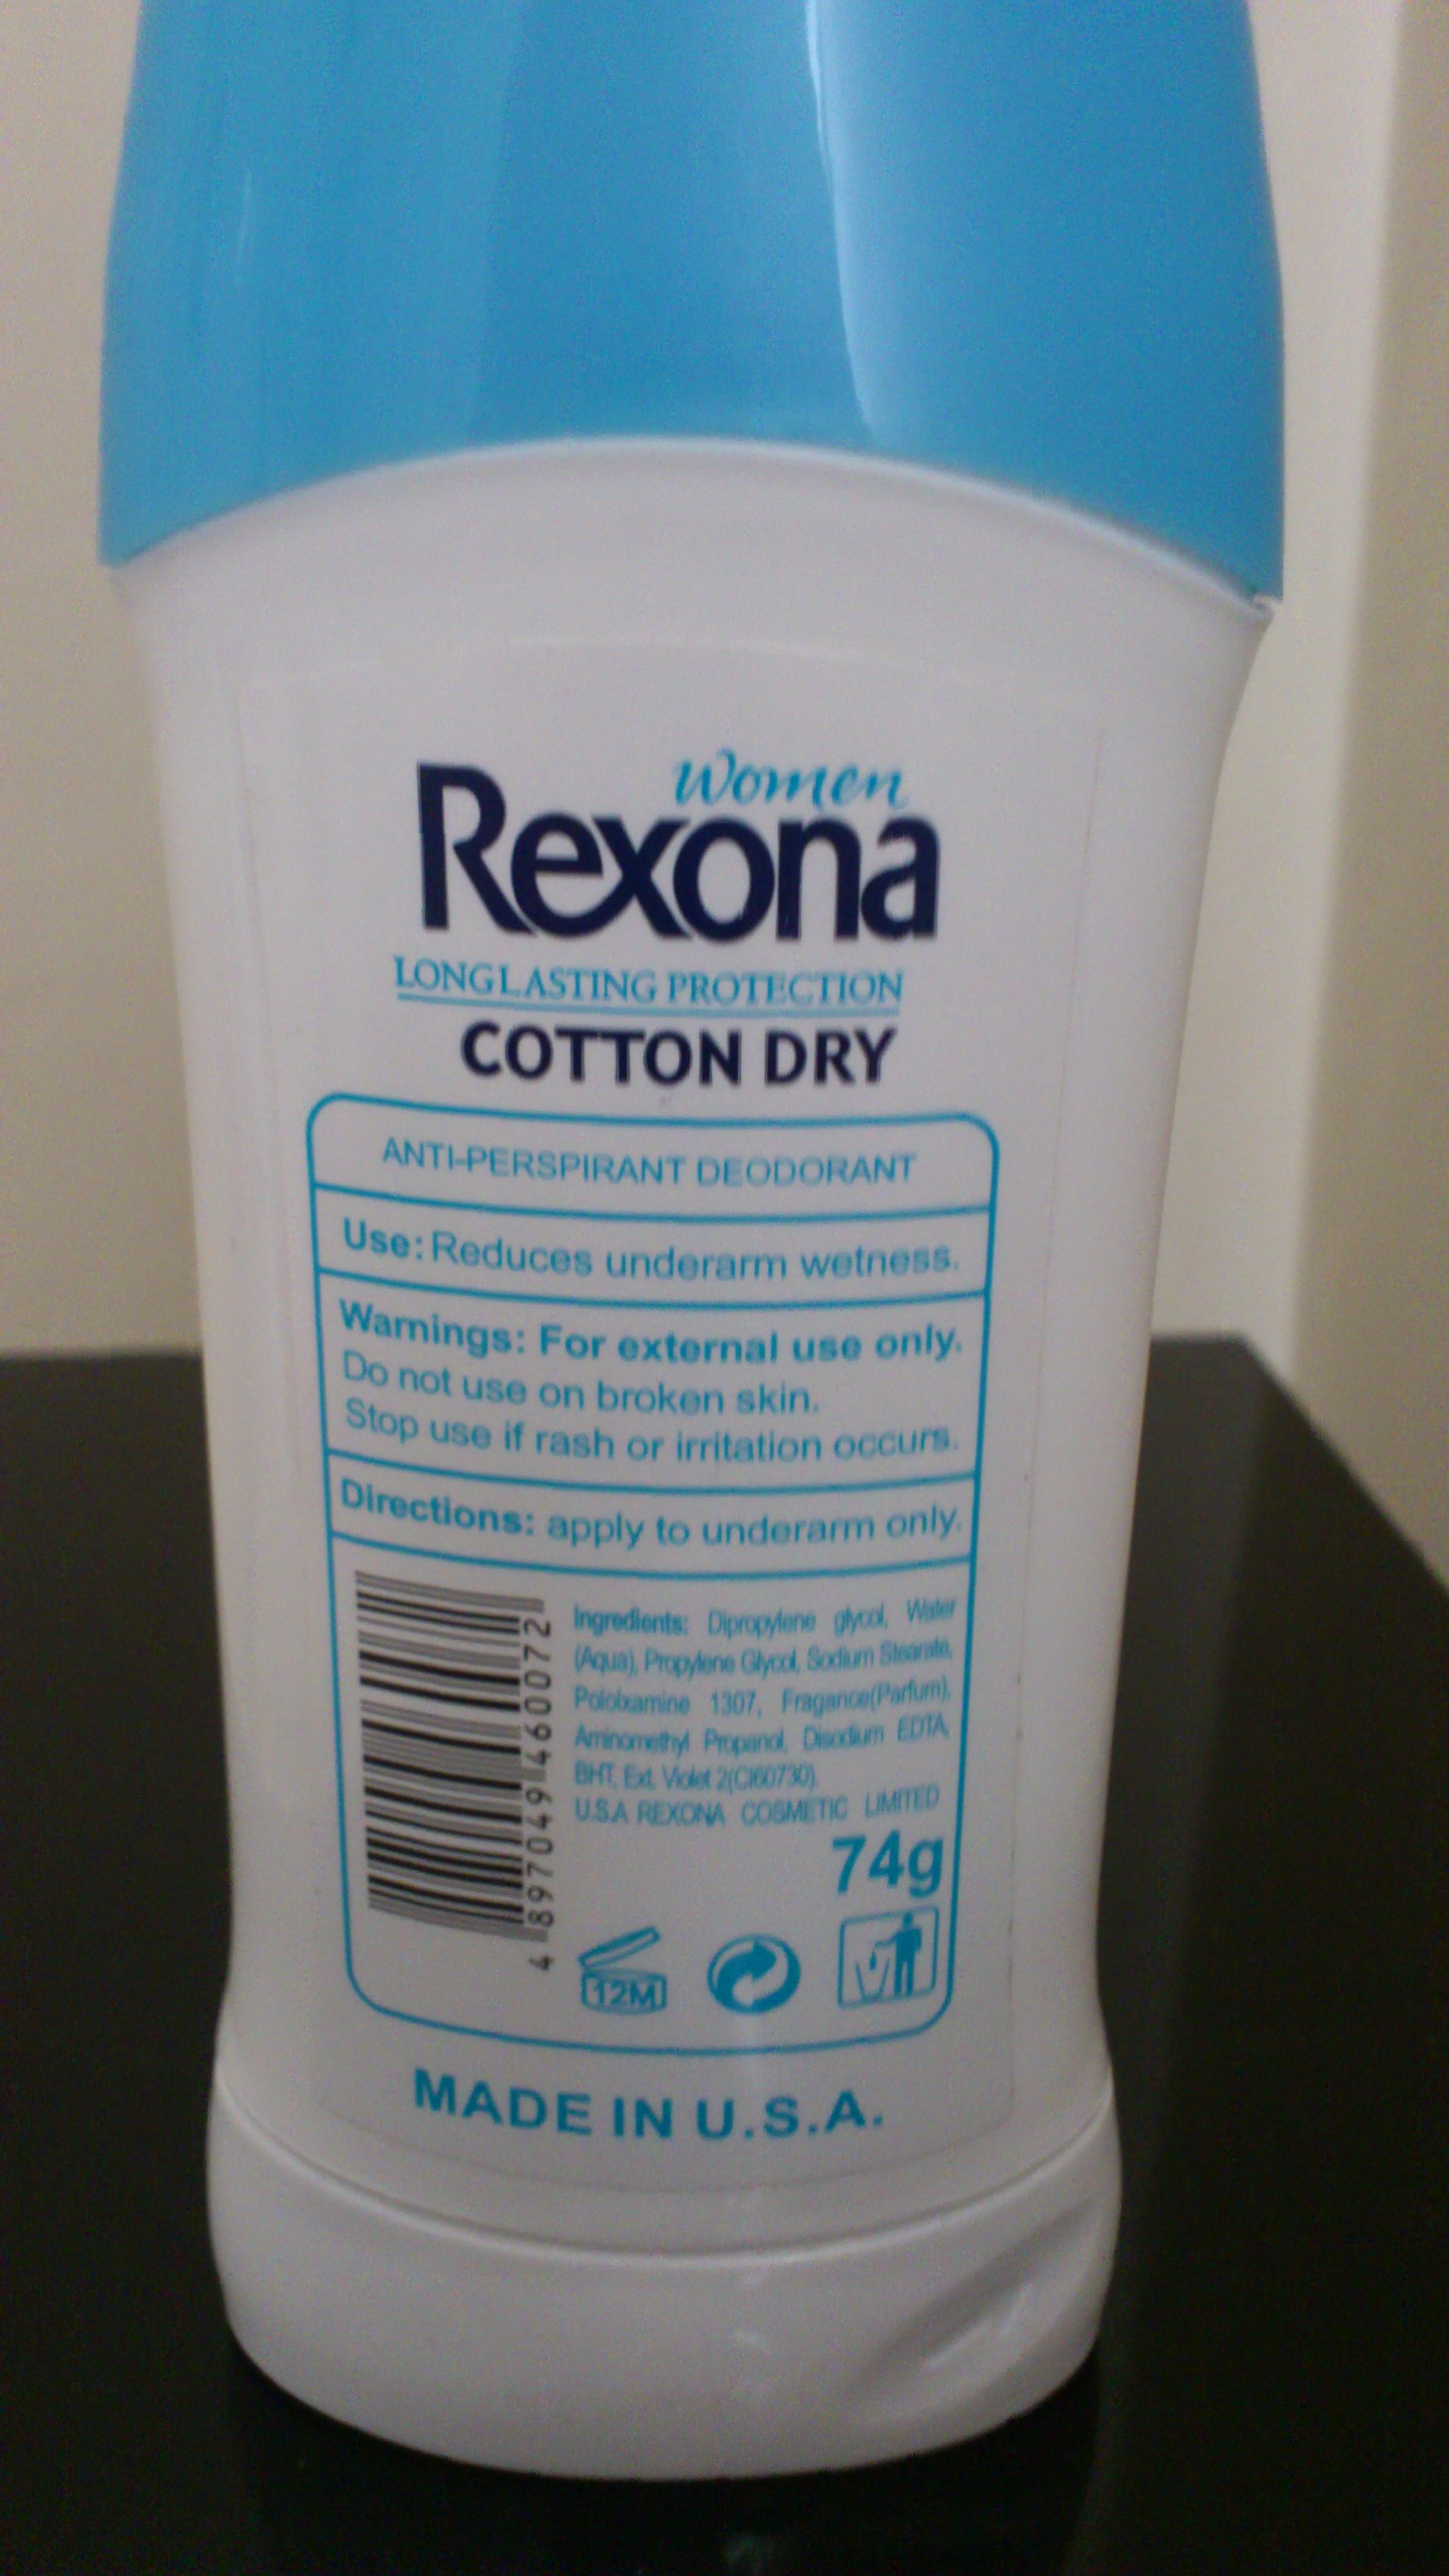 Women
Rexona
LONGLASTING PROTECTION
COTTON DRY
ANTI-PERSPIRANT DEODORANT
Use: Reduces underarm wetness.
Warnings: For external use only.
Do not use on broken skin.
Stop use if rash or irritation occurs.
Directions: apply to underarm only.
4 897049 460072
Ingredients: Dipropylene glycol, Water
(Aqua), Propylene Glycol, Sodium Stearate,
Poloxamine 1307, Fragance(Parfum),
Aminomethyl Propanol, Disodium EDTA,
BHT, Ext. Violet 2(CI60730)
U.S.A REXONA COSMETIC LIMITED
74g
12M
MADE IN U.S.A.